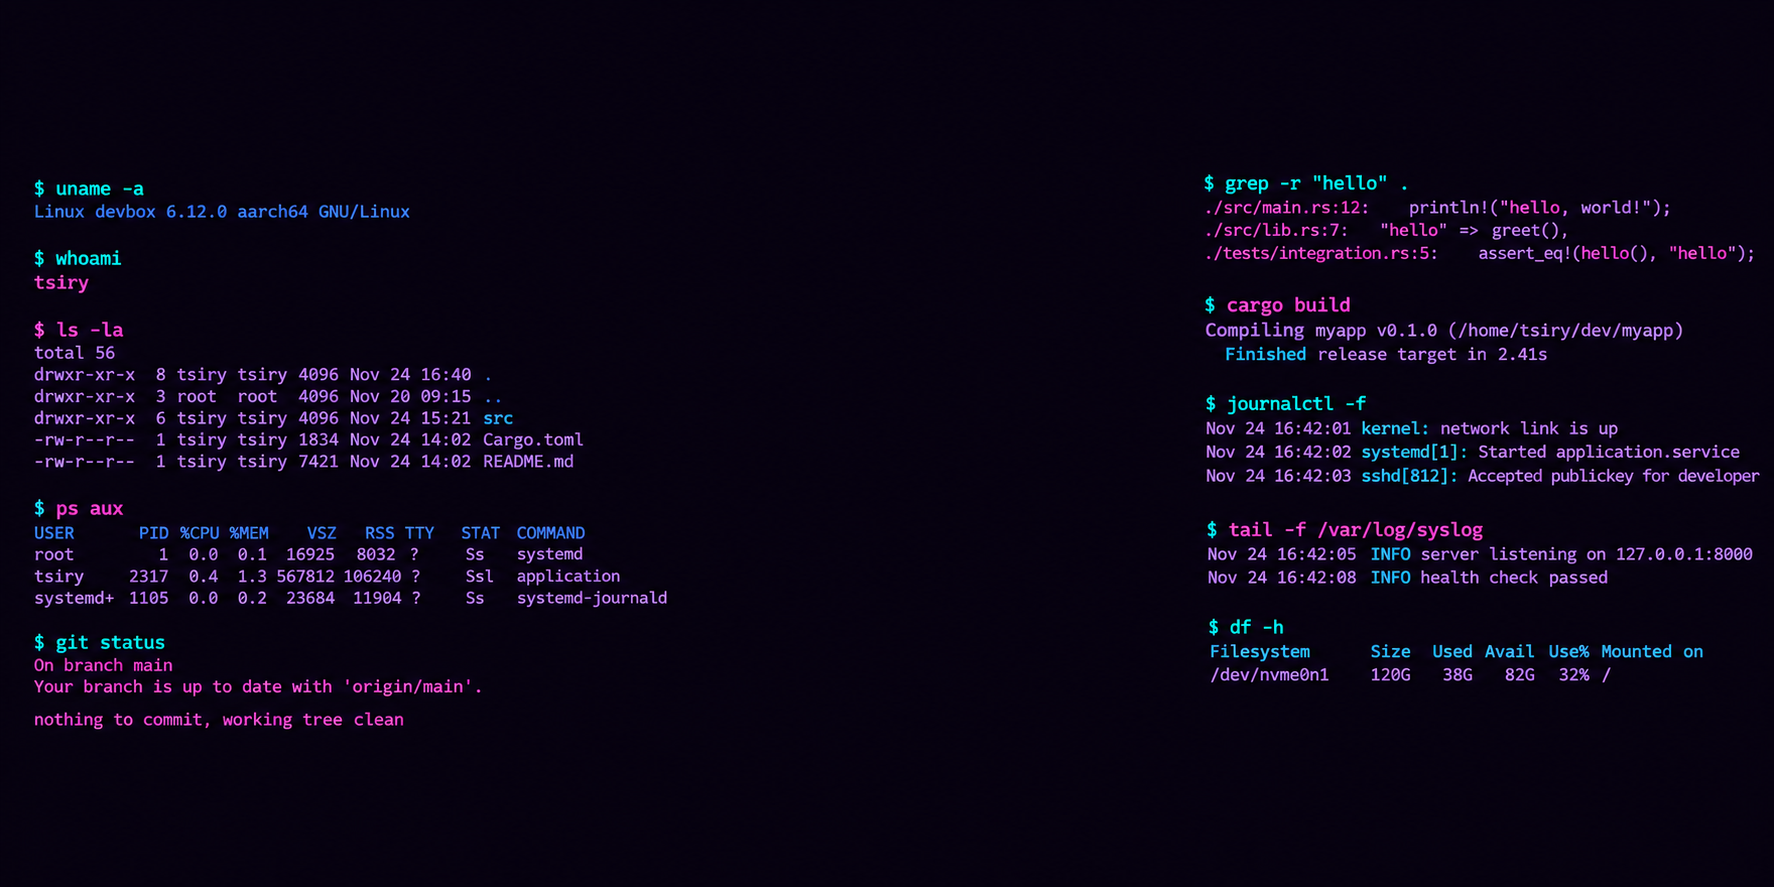 $ uname -a
Linux devbox 6.12.0 aarch64 GNU/Linux
$ whoami
tsiry
$ ls -la
total 56
drwxr-xr-x  8 tsiry tsiry 4096 Nov 24 16:40 .
drwxr-xr-x  3 root  root  4096 Nov 20 09:15 ..
drwxr-xr-x  6 tsiry tsiry 4096 Nov 24 15:21 src
-rw-r--r--  1 tsiry tsiry 1834 Nov 24 14:02 Cargo.toml
-rw-r--r--  1 tsiry tsiry 7421 Nov 24 14:02 README.md
$ ps aux
USER       PID %CPU %MEM    VSZ   RSS TTY   STAT  COMMAND
root         1  0.0  0.1  16925  8032 ?     Ss    systemd
tsiry     2317  0.4  1.3 567812 106240 ?     Ssl   application
systemd+  1105  0.0  0.2  23684  11904 ?     Ss    systemd-journald
$ git status
On branch main
Your branch is up to date with 'origin/main'.
nothing to commit, working tree clean
$ grep -r "hello" .
./src/main.rs:12:    println!("hello, world!");
./src/lib.rs:7:   "hello" => greet(),
./tests/integration.rs:5:    assert_eq!(hello(), "hello");
$ cargo build
Compiling myapp v0.1.0 (/home/tsiry/dev/myapp)
  Finished release target in 2.41s
$ journalctl -f
Nov 24 16:42:01 kernel: network link is up
Nov 24 16:42:02 systemd[1]: Started application.service
Nov 24 16:42:03 sshd[812]: Accepted publickey for developer
$ tail -f /var/log/syslog
Nov 24 16:42:05 INFO server listening on 127.0.0.1:8000
Nov 24 16:42:08 INFO health check passed
$ df -h
Filesystem      Size  Used Avail Use% Mounted on
/dev/nvme0n1    120G   38G   82G  32% /